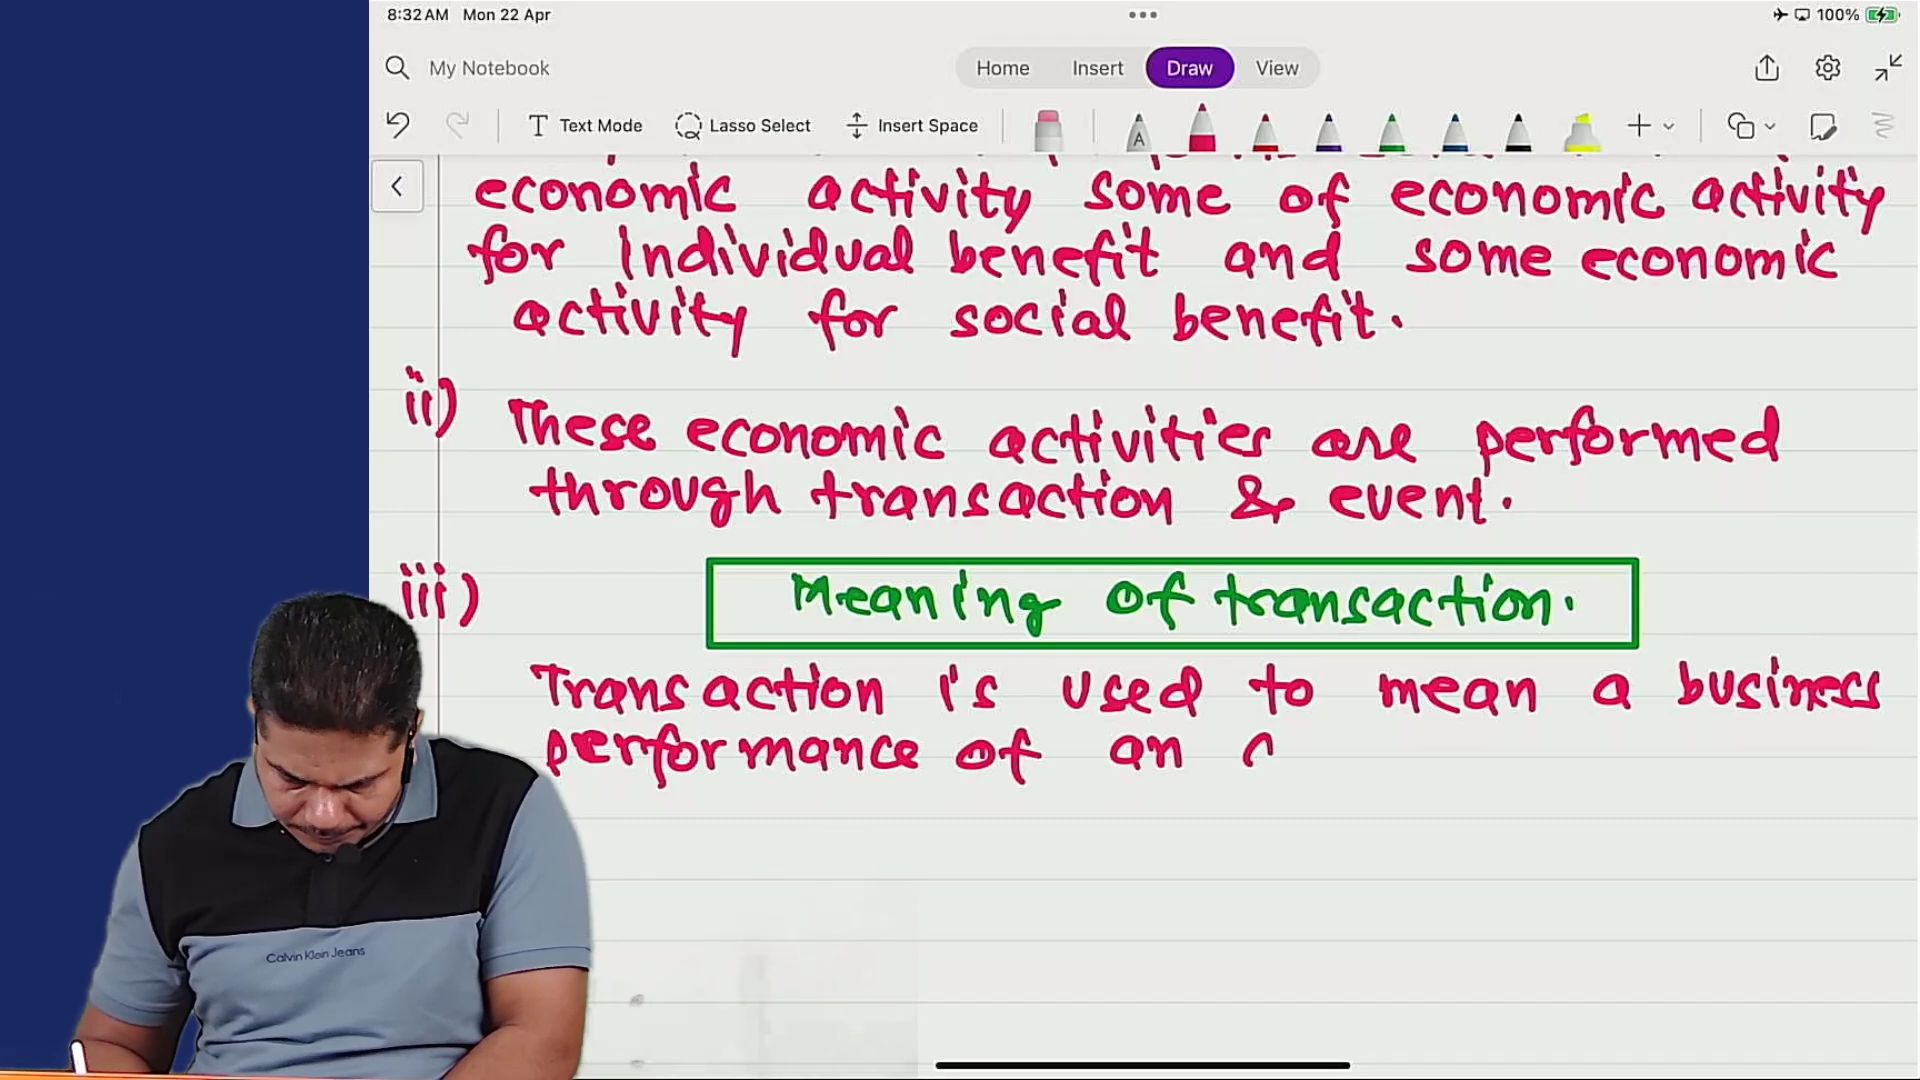 8:32 AM Mon 22 Apr
100%
My Notebook
Home Insert Draw View
Text Mode Lasso Select Insert Space
A
economic activity some of economic activity
for individual benefit and some economic
activity for social benefit.
ii) These economic activities are performed
through transaction & event.
iii) Meaning of transaction.
Transaction is used to mean a business
performance of an
Calvin Klein Jeans